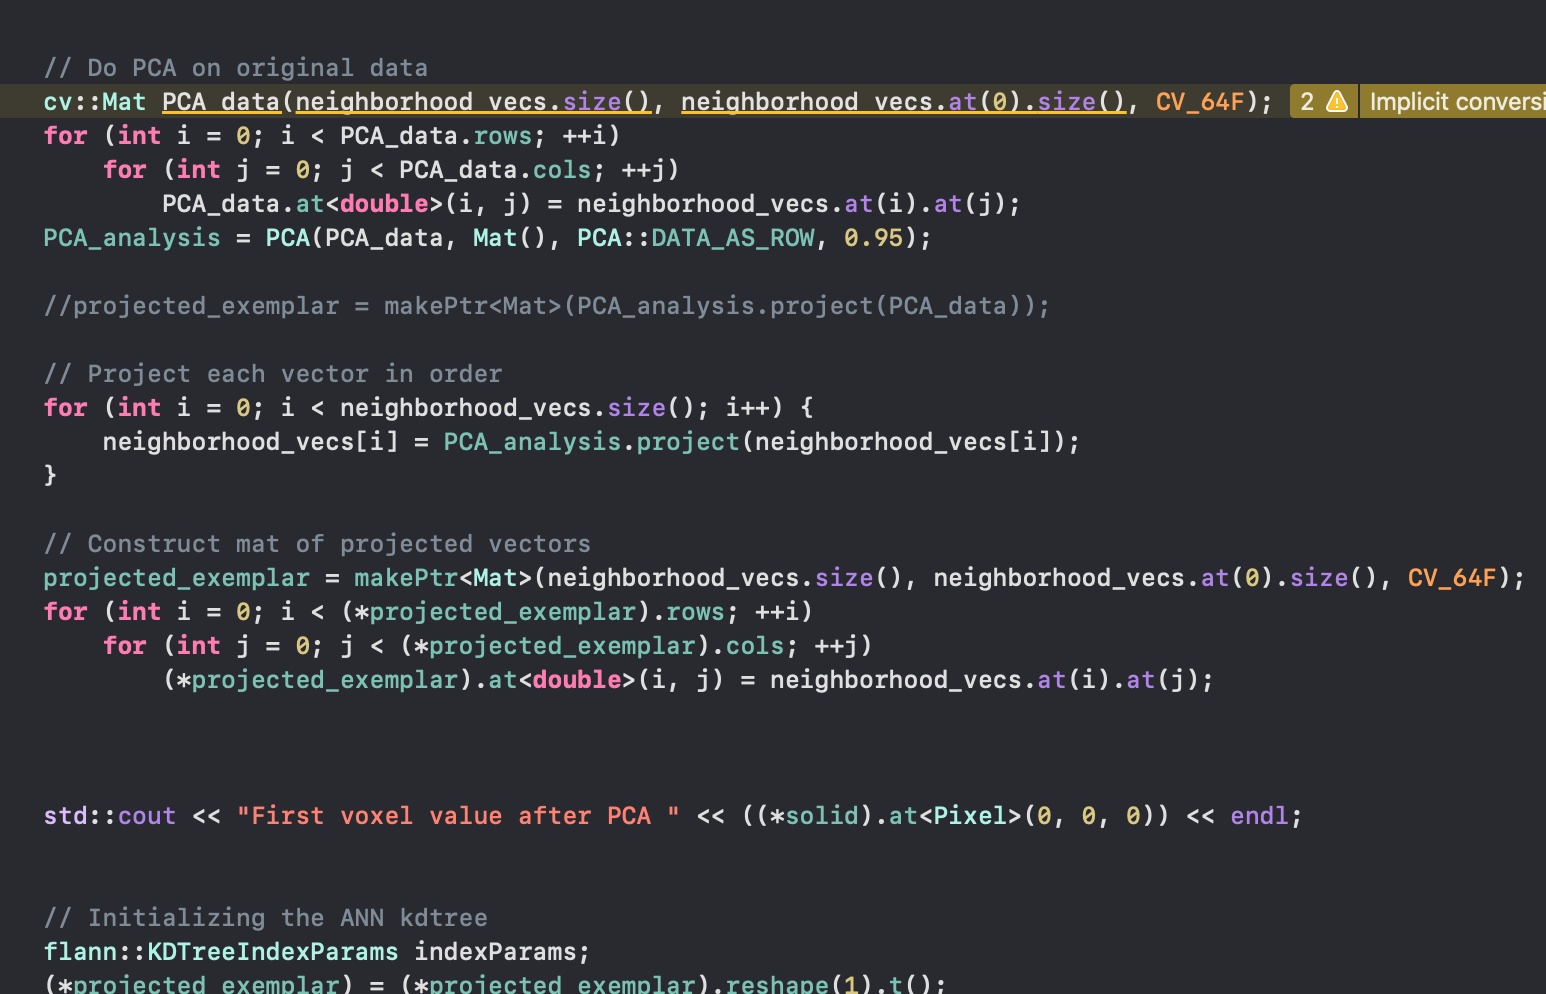 // Do PCA on original data
cv::Mat PCA_data(neighborhood_vecs.size(), neighborhood_vecs.at(0).size(), CV_64F); 2 Implicit conversi
for (int i = 0; i < PCA_data.rows; ++i)
    for (int j = 0; j < PCA_data.cols; ++j)
        PCA_data.at<double>(i, j) = neighborhood_vecs.at(i).at(j);
PCA_analysis = PCA(PCA_data, Mat(), PCA::DATA_AS_ROW, 0.95);
//projected_exemplar = makePtr<Mat>(PCA_analysis.project(PCA_data));
// Project each vector in order
for (int i = 0; i < neighborhood_vecs.size(); i++) {
    neighborhood_vecs[i] = PCA_analysis.project(neighborhood_vecs[i]);
}
// Construct mat of projected vectors
projected_exemplar = makePtr<Mat>(neighborhood_vecs.size(), neighborhood_vecs.at(0).size(), CV_64F);
for (int i = 0; i < (*projected_exemplar).rows; ++i)
    for (int j = 0; j < (*projected_exemplar).cols; ++j)
        (*projected_exemplar).at<double>(i, j) = neighborhood_vecs.at(i).at(j);
std::cout << "First voxel value after PCA " << ((*solid).at<Pixel>(0, 0, 0)) << endl;
// Initializing the ANN kdtree
flann::KDTreeIndexParams indexParams;
(*projected_exemplar) = (*projected_exemplar).reshape(1).t();